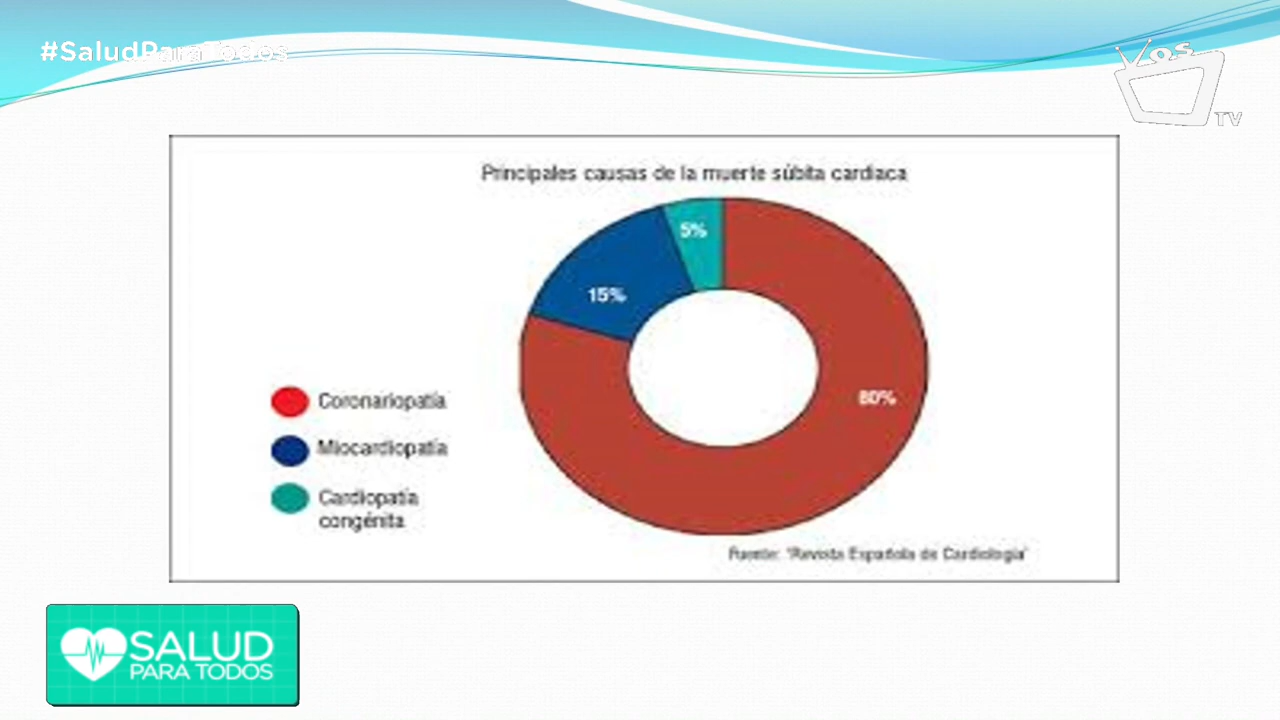 #SaludParaTodos
Vos
TV
Principales causas de la muerte súbita cardiaca
5%
15%
80%
Coronariopatía
Miocardiopatía
Cardiopatía
congénita
Fuente: "Revista Española de Cardiología"
SALUD
PARA TODOS